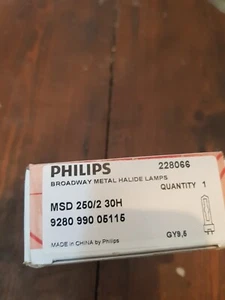 PHILIPS 228066
BROADWAY METAL HALIDE LAMPS
QUANTITY 1
MSD 250/2 30H
9280 990 05115
MADE IN CHINA by Philips GY9,5